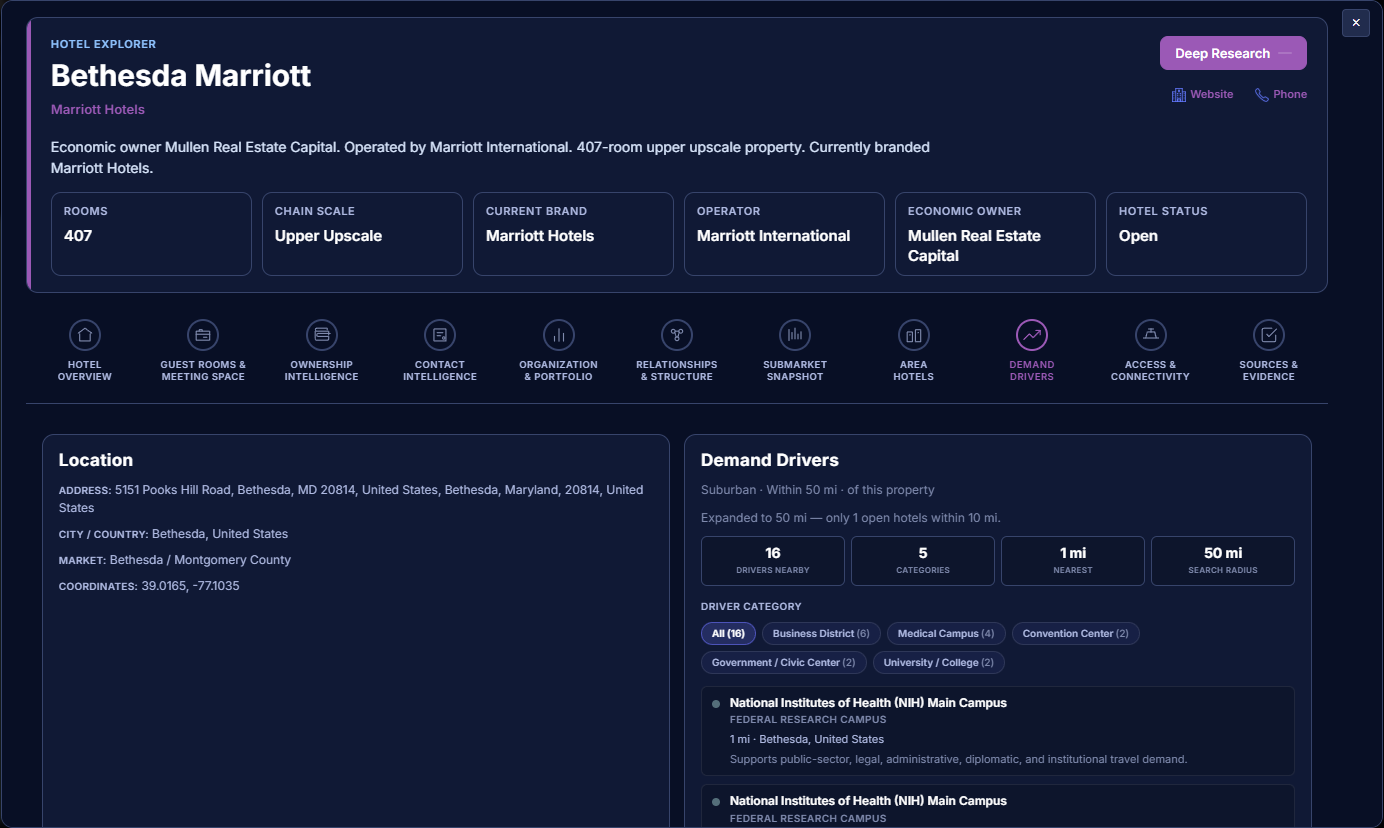 HOTEL EXPLORER
Bethesda Marriott
Marriott Hotels
Deep Research —
Website Phone
Economic owner Mullen Real Estate Capital. Operated by Marriott International. 407-room upper upscale property. Currently branded
Marriott Hotels.
ROOMS
407
CHAIN SCALE
Upper Upscale
CURRENT BRAND
Marriott Hotels
OPERATOR
Marriott International
ECONOMIC OWNER
Mullen Real Estate
Capital
HOTEL STATUS
Open
HOTEL
OVERVIEW
GUEST ROOMS &
MEETING SPACE
OWNERSHIP
INTELLIGENCE
CONTACT
INTELLIGENCE
ORGANIZATION
& PORTFOLIO
RELATIONSHIPS
& STRUCTURE
SUBMARKET
SNAPSHOT
AREA
HOTELS
DEMAND
DRIVERS
ACCESS &
CONNECTIVITY
SOURCES &
EVIDENCE
Location
ADDRESS: 5151 Pooks Hill Road, Bethesda, MD 20814, United States, Bethesda, Maryland, 20814, United
States
CITY / COUNTRY: Bethesda, United States
MARKET: Bethesda / Montgomery County
COORDINATES: 39.0165, -77.1035
Demand Drivers
Suburban · Within 50 mi · of this property
Expanded to 50 mi — only 1 open hotels within 10 mi.
16
DRIVERS NEARBY
5
CATEGORIES
1 mi
NEAREST
50 mi
SEARCH RADIUS
DRIVER CATEGORY
All (16) Business District (6) Medical Campus (4) Convention Center (2)
Government / Civic Center (2) University / College (2)
National Institutes of Health (NIH) Main Campus
FEDERAL RESEARCH CAMPUS
1 mi · Bethesda, United States
Supports public-sector, legal, administrative, diplomatic, and institutional travel demand.
National Institutes of Health (NIH) Main Campus
FEDERAL RESEARCH CAMPUS